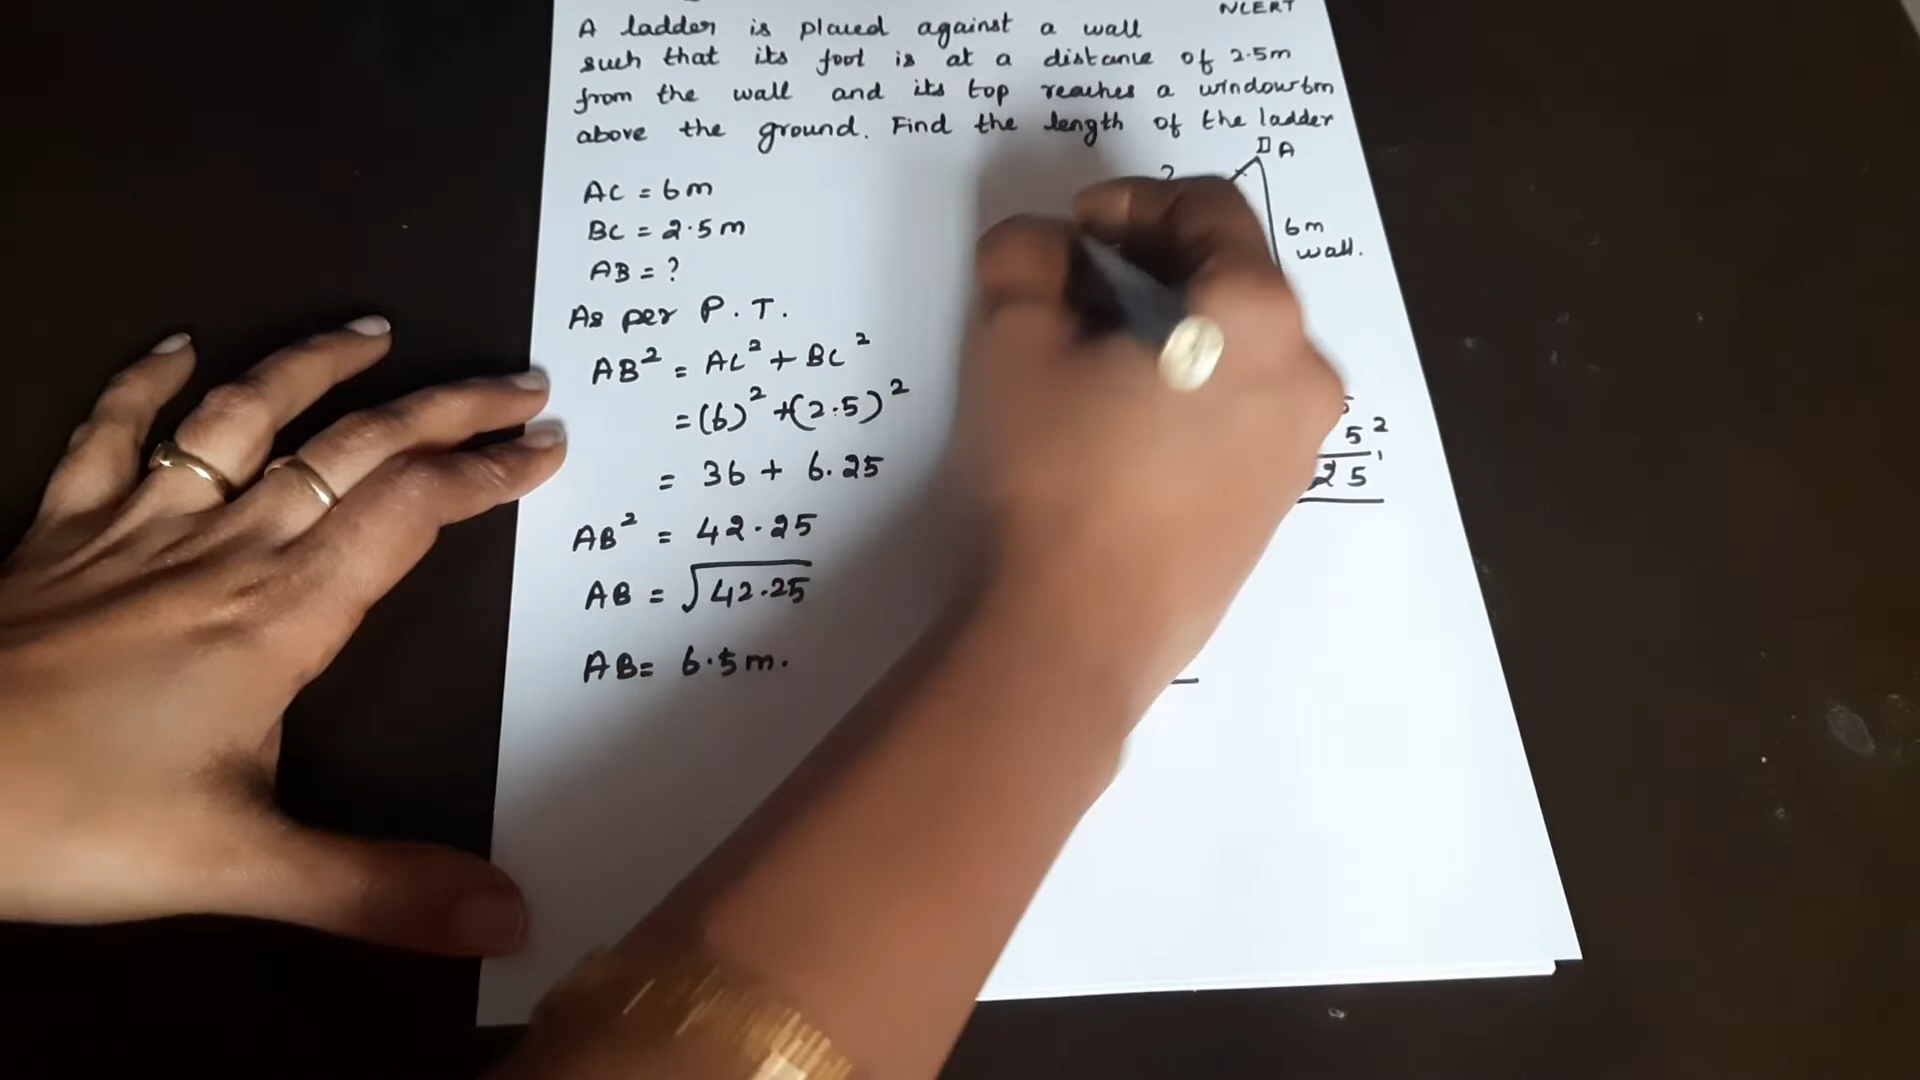 NCERT
A ladder is placed against a wall
such that its foot is at a distance of 2.5m
from the wall and its top reaches a window 6m
above the ground. Find the length of the ladder
A
?
AC = 6m
6m
wall.
BC = 2.5m
AB = ?
As per P.T.
AB² = AC² + BC²
= (6)² + (2.5)²
5²
= 36 + 6.25
25
AB² = 42.25
AB = √42.25
AB = 6.5m.